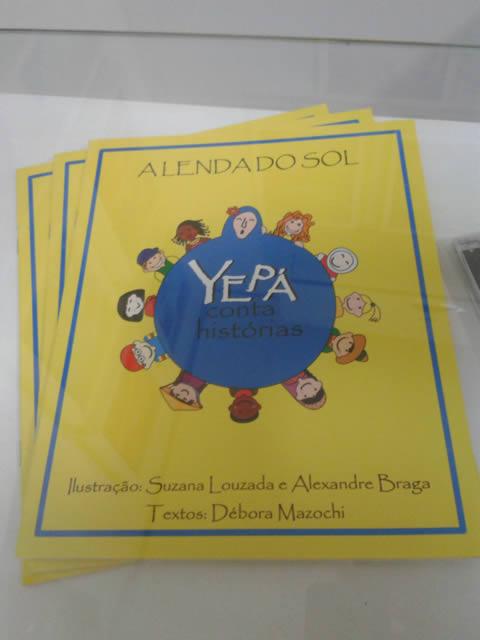 A LENDA DO SOL
YEPÁ
conta
histórias
Ilustração: Suzana Louzada e Alexandre Braga
Textos: Débora Mazochi